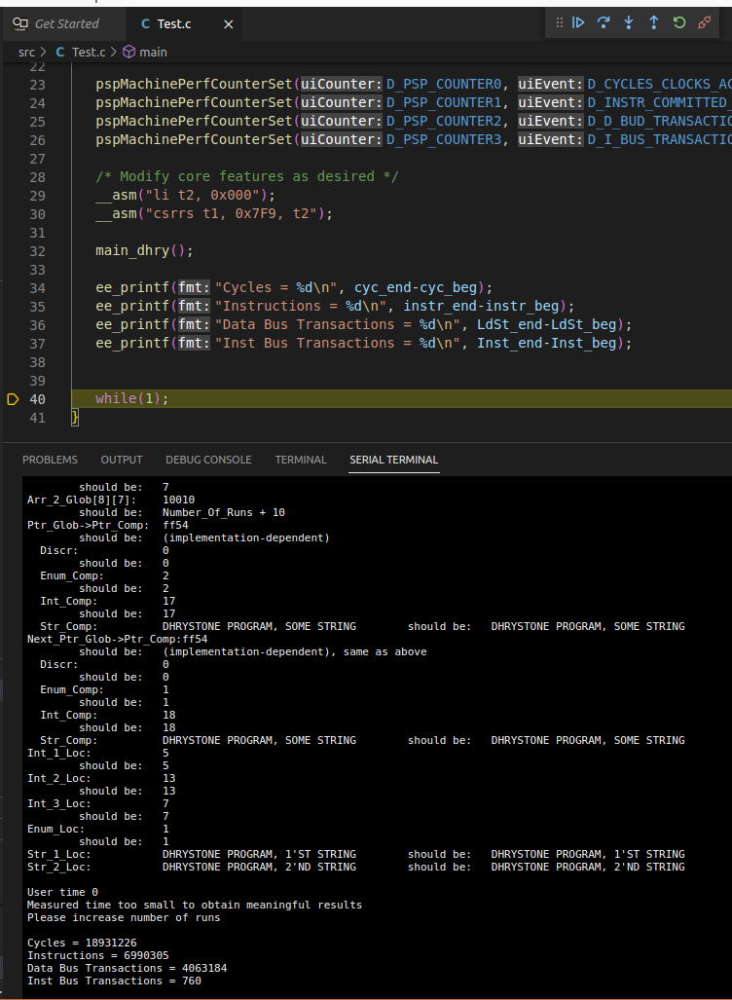 Get Started
C Test.c
src > C Test.c > main
22
23 pspMachinePerfCounterSet(uiCounter: D_PSP_COUNTER0, uiEvent: D_CYCLES_CLOCKS_AC
24 pspMachinePerfCounterSet(uiCounter: D_PSP_COUNTER1, uiEvent: D_INSTR_COMMITTED_
25 pspMachinePerfCounterSet(uiCounter: D_PSP_COUNTER2, uiEvent: D_D_BUD_TRANSACTIO
26 pspMachinePerfCounterSet(uiCounter: D_PSP_COUNTER3, uiEvent: D_I_BUS_TRANSACTIO
27
28 /* Modify core features as desired */
29 __asm("li t2, 0x000");
30 __asm("csrrs t1, 0x7F9, t2");
31
32 main_dhry();
33
34 ee_printf(fmt: "Cycles = %d\n", cyc_end-cyc_beg);
35 ee_printf(fmt: "Instructions = %d\n", instr_end-instr_beg);
36 ee_printf(fmt: "Data Bus Transactions = %d\n", LdSt_end-LdSt_beg);
37 ee_printf(fmt: "Inst Bus Transactions = %d\n", Inst_end-Inst_beg);
38
39
40 while(1);
41 }
PROBLEMS OUTPUT DEBUG CONSOLE TERMINAL SERIAL TERMINAL
should be: 7
Arr_2_Glob[8][7]: 10010
should be: Number_Of_Runs + 10
Ptr_Glob->Ptr_Comp: ff54
should be: (implementation-dependent)
Discr: 0
should be: 0
Enum_Comp: 2
should be: 2
Int_Comp: 17
should be: 17
Str_Comp: DHRYSTONE PROGRAM, SOME STRING should be: DHRYSTONE PROGRAM, SOME STRING
Next_Ptr_Glob->Ptr_Comp:ff54
should be: (implementation-dependent), same as above
Discr: 0
should be: 0
Enum_Comp: 1
should be: 1
Int_Comp: 18
should be: 18
Str_Comp: DHRYSTONE PROGRAM, SOME STRING should be: DHRYSTONE PROGRAM, SOME STRING
Int_1_Loc: 5
should be: 5
Int_2_Loc: 13
should be: 13
Int_3_Loc: 7
should be: 7
Enum_Loc: 1
should be: 1
Str_1_Loc: DHRYSTONE PROGRAM, 1'ST STRING should be: DHRYSTONE PROGRAM, 1'ST STRING
Str_2_Loc: DHRYSTONE PROGRAM, 2'ND STRING should be: DHRYSTONE PROGRAM, 2'ND STRING
User time 0
Measured time too small to obtain meaningful results
Please increase number of runs
Cycles = 18931226
Instructions = 6990305
Data Bus Transactions = 4063184
Inst Bus Transactions = 760